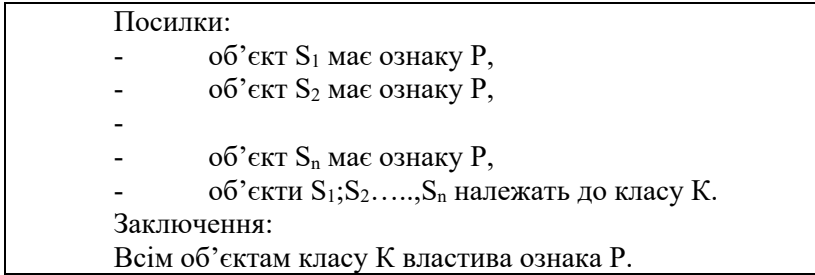 Посилки:
- об’єкт S₁ має ознаку P,
- об’єкт S₂ має ознаку P,
-
- об’єкт Sₙ має ознаку P,
- об’єкти S₁;S₂…..,Sₙ належать до класу К.
Заключення:
Всім об’єктам класу К властива ознака P.